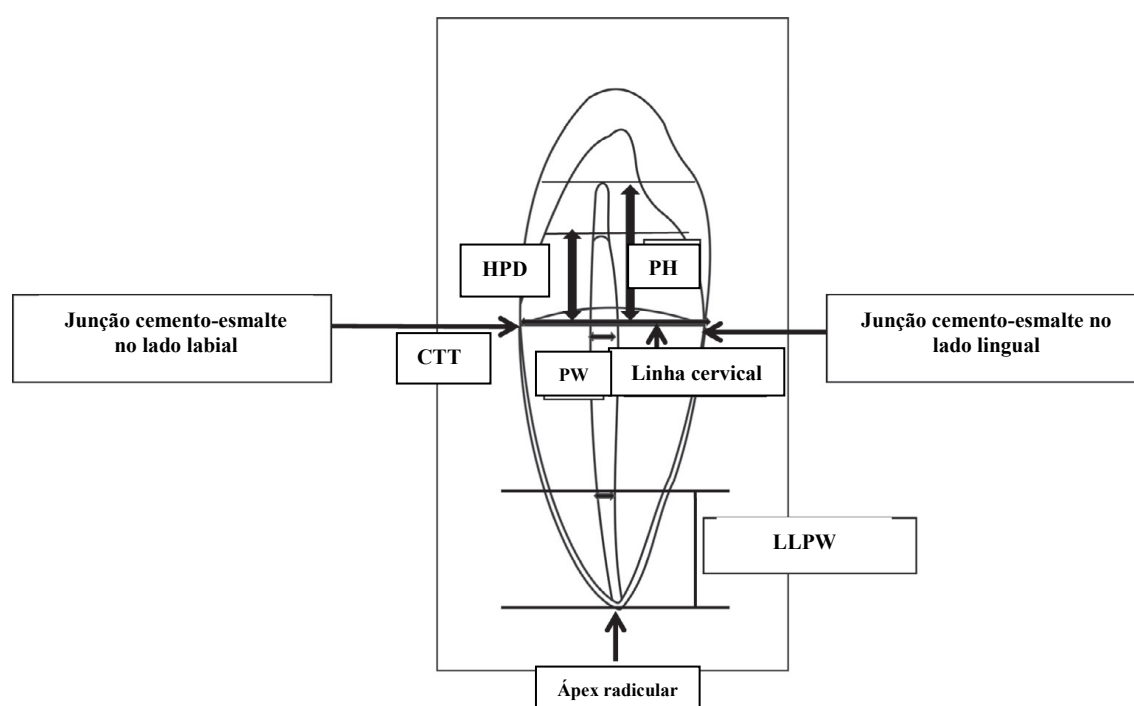 HPD
PH
Junção cemento-esmalte
no lado labial
Junção cemento-esmalte no
lado lingual
CTT
PW
Linha cervical
LLPW
Ápex radicular